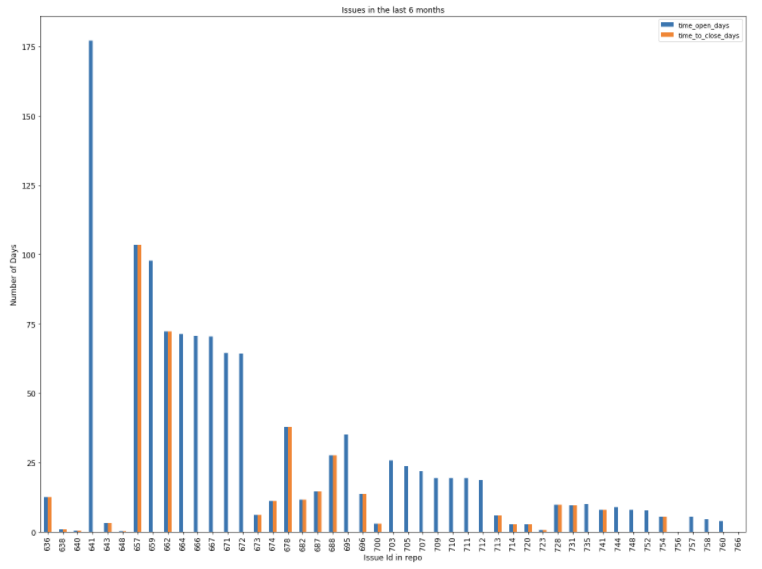 Issues in the last 6 months
time_open_days
time_to_close_days
175
150
125
100
75
50
25
0
Number of Days
636 638 640 641 643 648 657 659 662 664 666 667 671 672 673 674 678 682 687 688 695 696 700 703 705 707 709 710 711 712 713 714 720 723 728 731 735 741 744 748 752 754 756 757 758 760 766
Issue Id in repo